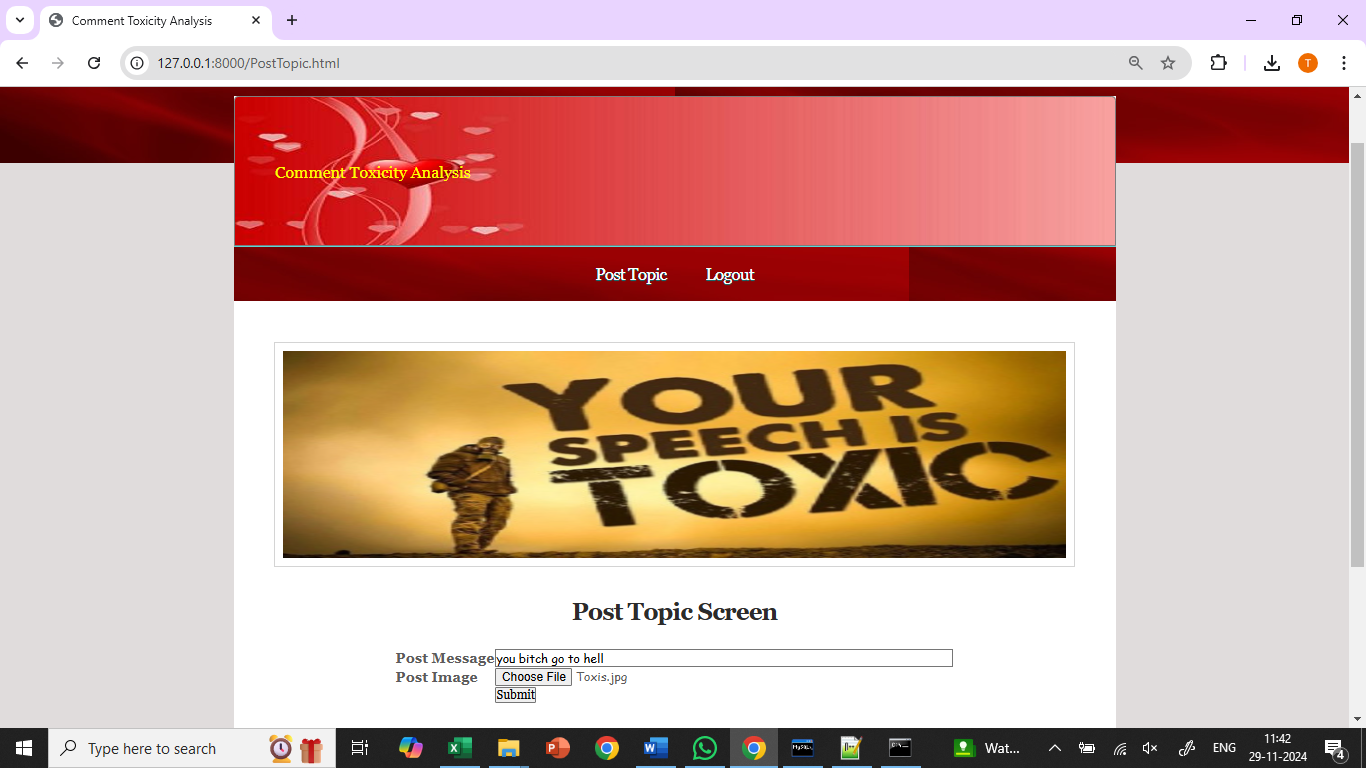 Comment Toxicity Analysis
127.0.0.1:8000/PostTopic.html
T
Comment Toxicity Analysis
Post Topic Logout
YOUR
SPEECH IS
TOXIC
Post Topic Screen
Post Message you bitch go to hell
Post Image Choose File Toxis.jpg
Submit
Type here to search
Wat...
ENG
11:42
29-11-2024
4